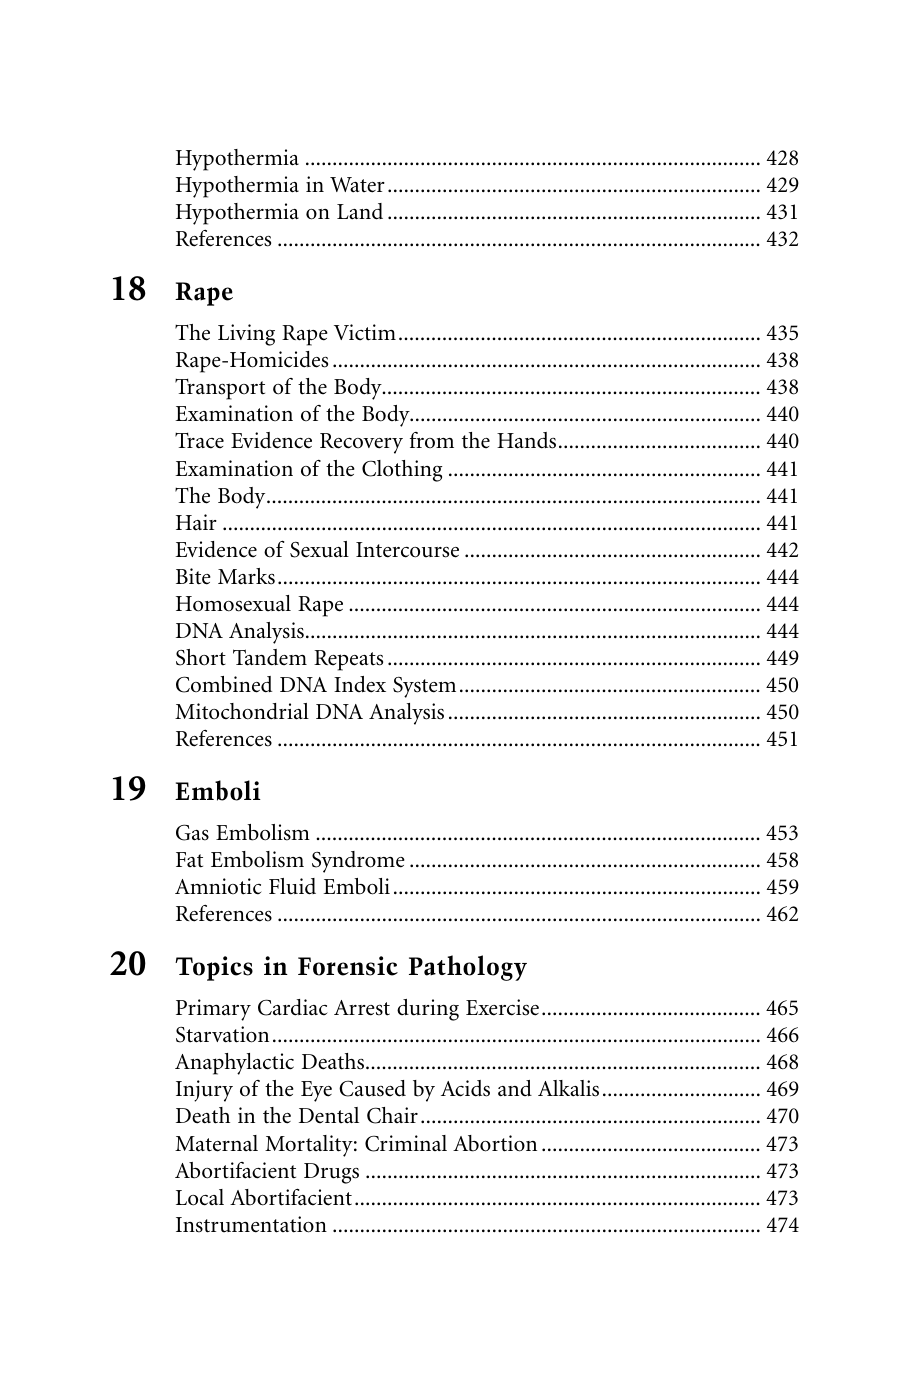 Hypothermia ................................................................................... 428
Hypothermia in Water .................................................................... 429
Hypothermia on Land .................................................................... 431
References ........................................................................................ 432
18 Rape
The Living Rape Victim .................................................................. 435
Rape-Homicides .............................................................................. 438
Transport of the Body ..................................................................... 438
Examination of the Body ................................................................ 440
Trace Evidence Recovery from the Hands ..................................... 440
Examination of the Clothing ......................................................... 441
The Body .......................................................................................... 441
Hair .................................................................................................. 441
Evidence of Sexual Intercourse ...................................................... 442
Bite Marks ........................................................................................ 444
Homosexual Rape ........................................................................... 444
DNA Analysis ................................................................................... 444
Short Tandem Repeats .................................................................... 449
Combined DNA Index System ....................................................... 450
Mitochondrial DNA Analysis ......................................................... 450
References ........................................................................................ 451
19 Emboli
Gas Embolism ................................................................................. 453
Fat Embolism Syndrome ................................................................ 458
Amniotic Fluid Emboli ................................................................... 459
References ........................................................................................ 462
20 Topics in Forensic Pathology
Primary Cardiac Arrest during Exercise ........................................ 465
Starvation ......................................................................................... 466
Anaphylactic Deaths ........................................................................ 468
Injury of the Eye Caused by Acids and Alkalis ............................. 469
Death in the Dental Chair .............................................................. 470
Maternal Mortality: Criminal Abortion ........................................ 473
Abortifacient Drugs ........................................................................ 473
Local Abortifacient .......................................................................... 473
Instrumentation .............................................................................. 474